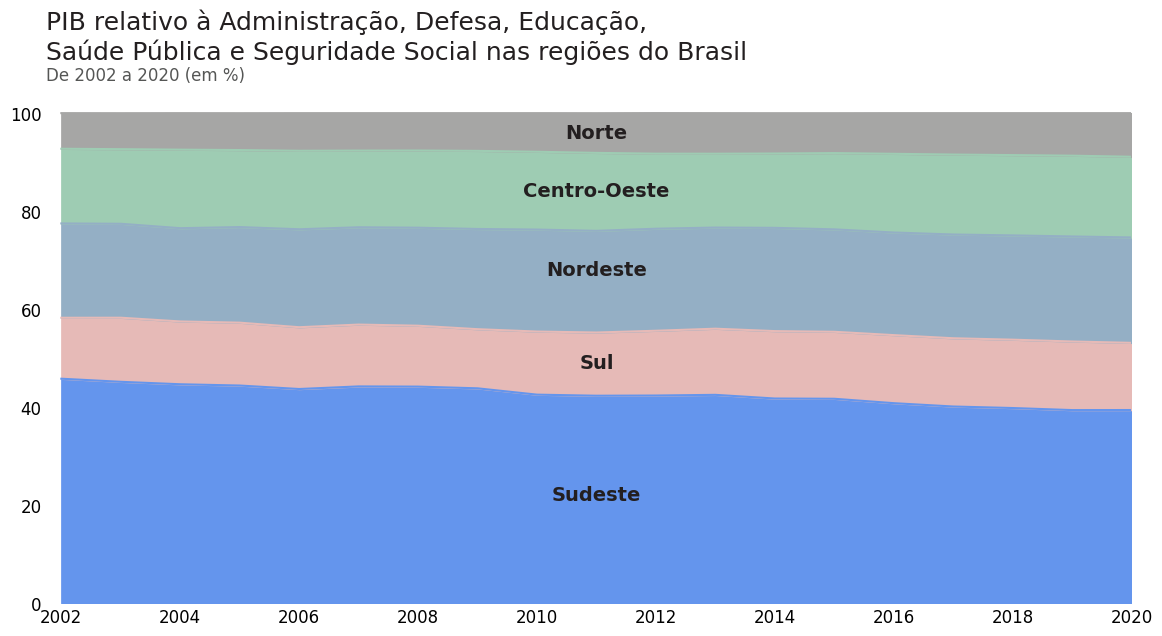 PIB relativo à Administração, Defesa, Educação,
Saúde Pública e Seguridade Social nas regiões do Brasil
De 2002 a 2020 (em %)
100
Norte
Centro-Oeste
80
Nordeste
60
Sul
40
Sudeste
20
0
2002 2004 2006 2008 2010 2012 2014 2016 2018 2020